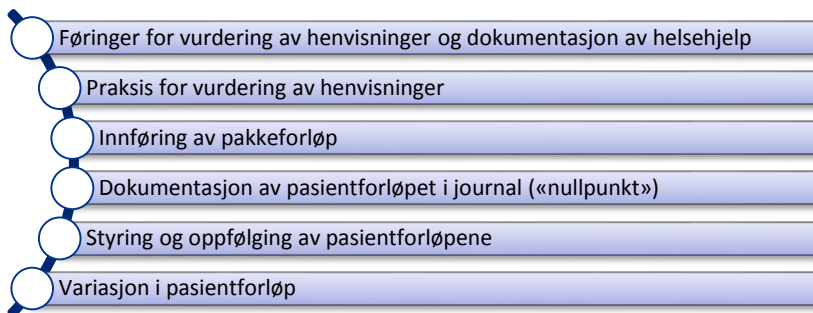 Føringer for vurdering av henvisninger og dokumentasjon av helsehjelp
Praksis for vurdering av henvisninger
Innføring av pakkeforløp
Dokumentasjon av pasientforløpet i journal («nullpunkt»)
Styring og oppfølging av pasientforløpene
Variasjon i pasientforløp